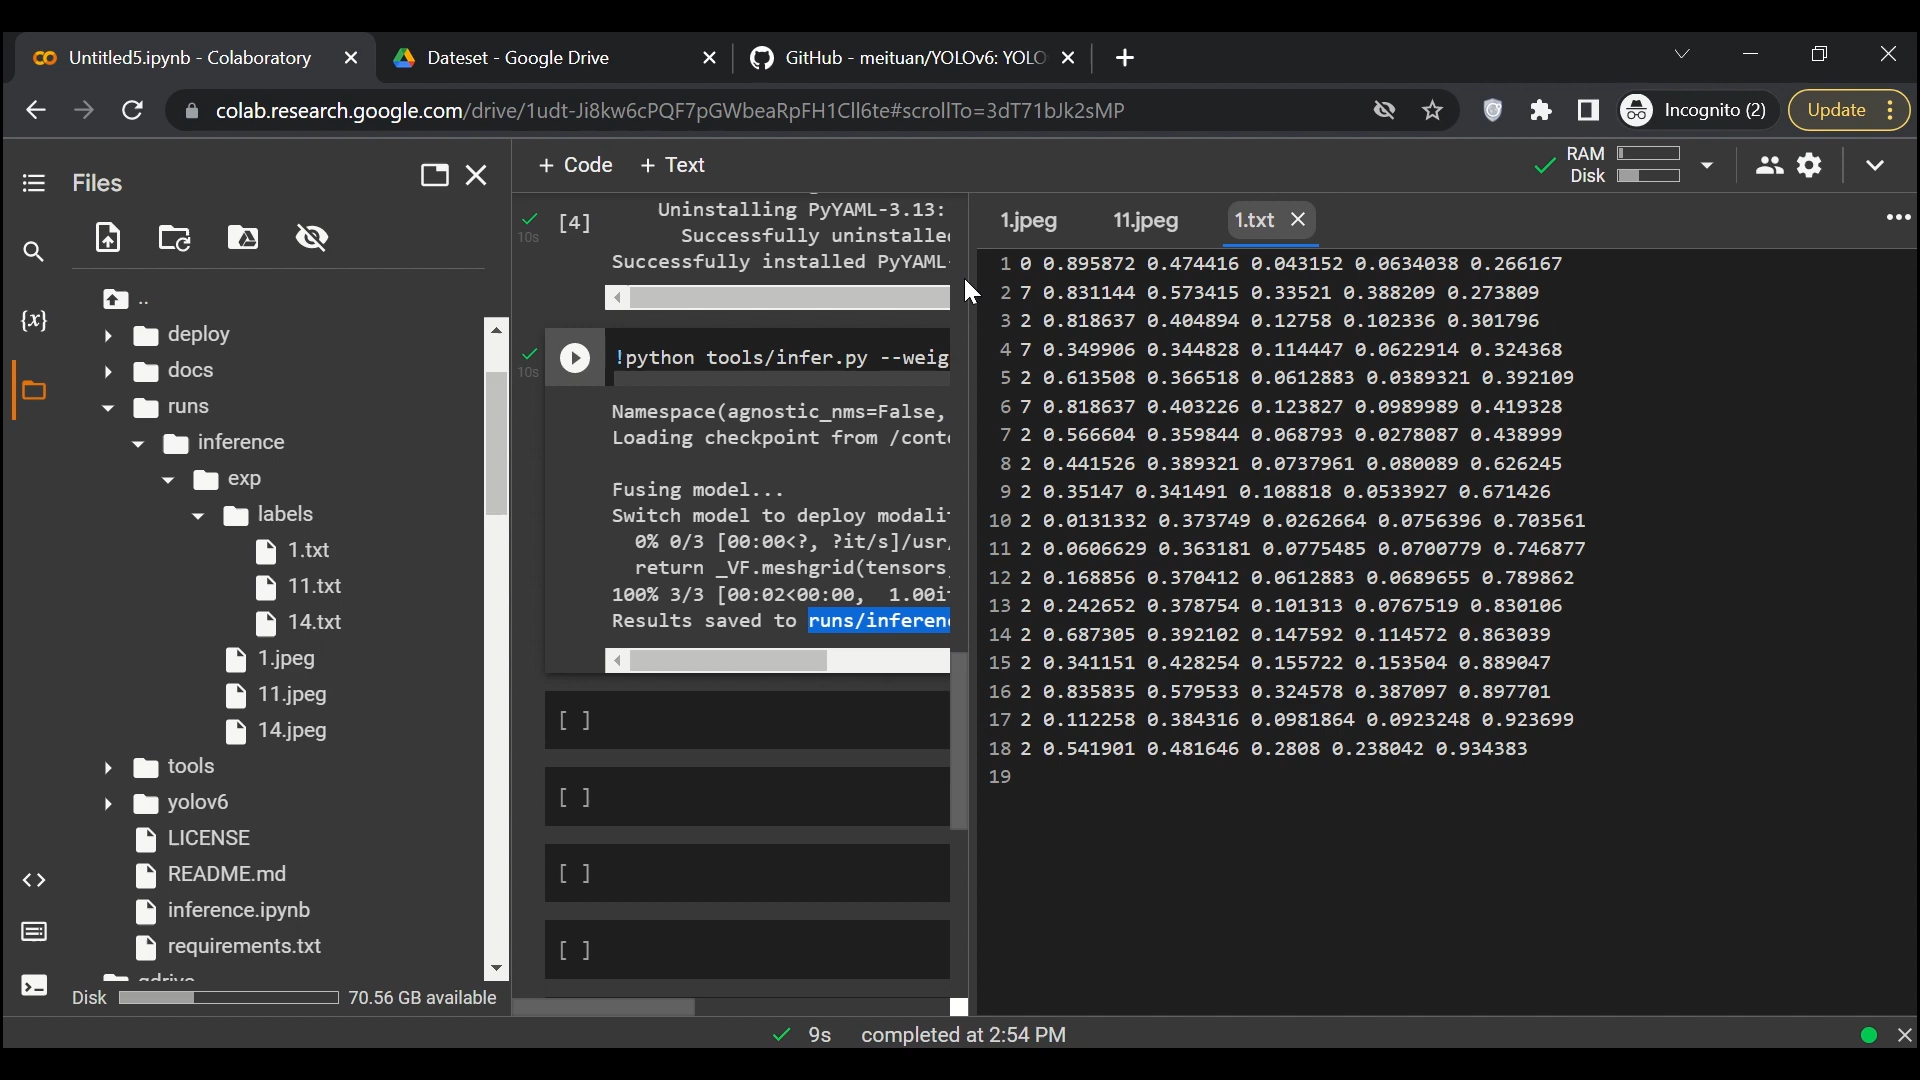 Untitled5.ipynb - Colaboratory
Dateset - Google Drive
GitHub - meituan/YOLOv6: YOLO
colab.research.google.com/drive/1udt-Ji8kw6cPQF7pGWbeaRpFH1Cll6te#scrollTo=3dT71bJk2sMP
Incognito (2)
Update
Files
+ Code
+ Text
RAM
Disk
..
deploy
docs
runs
inference
exp
labels
1.txt
11.txt
14.txt
1.jpeg
11.jpeg
14.jpeg
tools
yolov6
LICENSE
README.md
inference.ipynb
requirements.txt
Disk
70.56 GB available
{x}
10s
[4]
Uninstalling PyYAML-3.13:
Successfully uninstalle
Successfully installed PyYAML-
10s
!python tools/infer.py --weig
Namespace(agnostic_nms=False,
Loading checkpoint from /conte
Fusing model...
Switch model to deploy modalit
0% 0/3 [00:00<?, ?it/s]/usr/
return _VF.meshgrid(tensors,
100% 3/3 [00:02<00:00, 1.00it
Results saved to runs/inferenc
[ ]
[ ]
[ ]
[ ]
1.jpeg
11.jpeg
1.txt
1 0 0.895872 0.474416 0.043152 0.0634038 0.266167
2 7 0.831144 0.573415 0.33521 0.388209 0.273809
3 2 0.818637 0.404894 0.12758 0.102336 0.301796
4 7 0.349906 0.344828 0.114447 0.0622914 0.324368
5 2 0.613508 0.366518 0.0612883 0.0389321 0.392109
6 7 0.818637 0.403226 0.123827 0.0989989 0.419328
7 2 0.566604 0.359844 0.068793 0.0278087 0.438999
8 2 0.441526 0.389321 0.0737961 0.080089 0.626245
9 2 0.35147 0.341491 0.108818 0.0533927 0.671426
10 2 0.0131332 0.373749 0.0262664 0.0756396 0.703561
11 2 0.0606629 0.363181 0.0775485 0.0700779 0.746877
12 2 0.168856 0.370412 0.0612883 0.0689655 0.789862
13 2 0.242652 0.378754 0.101313 0.0767519 0.830106
14 2 0.687305 0.392102 0.147592 0.114572 0.863039
15 2 0.341151 0.428254 0.155722 0.153504 0.889047
16 2 0.835835 0.579533 0.324578 0.387097 0.897701
17 2 0.112258 0.384316 0.0981864 0.0923248 0.923699
18 2 0.541901 0.481646 0.2808 0.238042 0.934383
19
9s completed at 2:54 PM